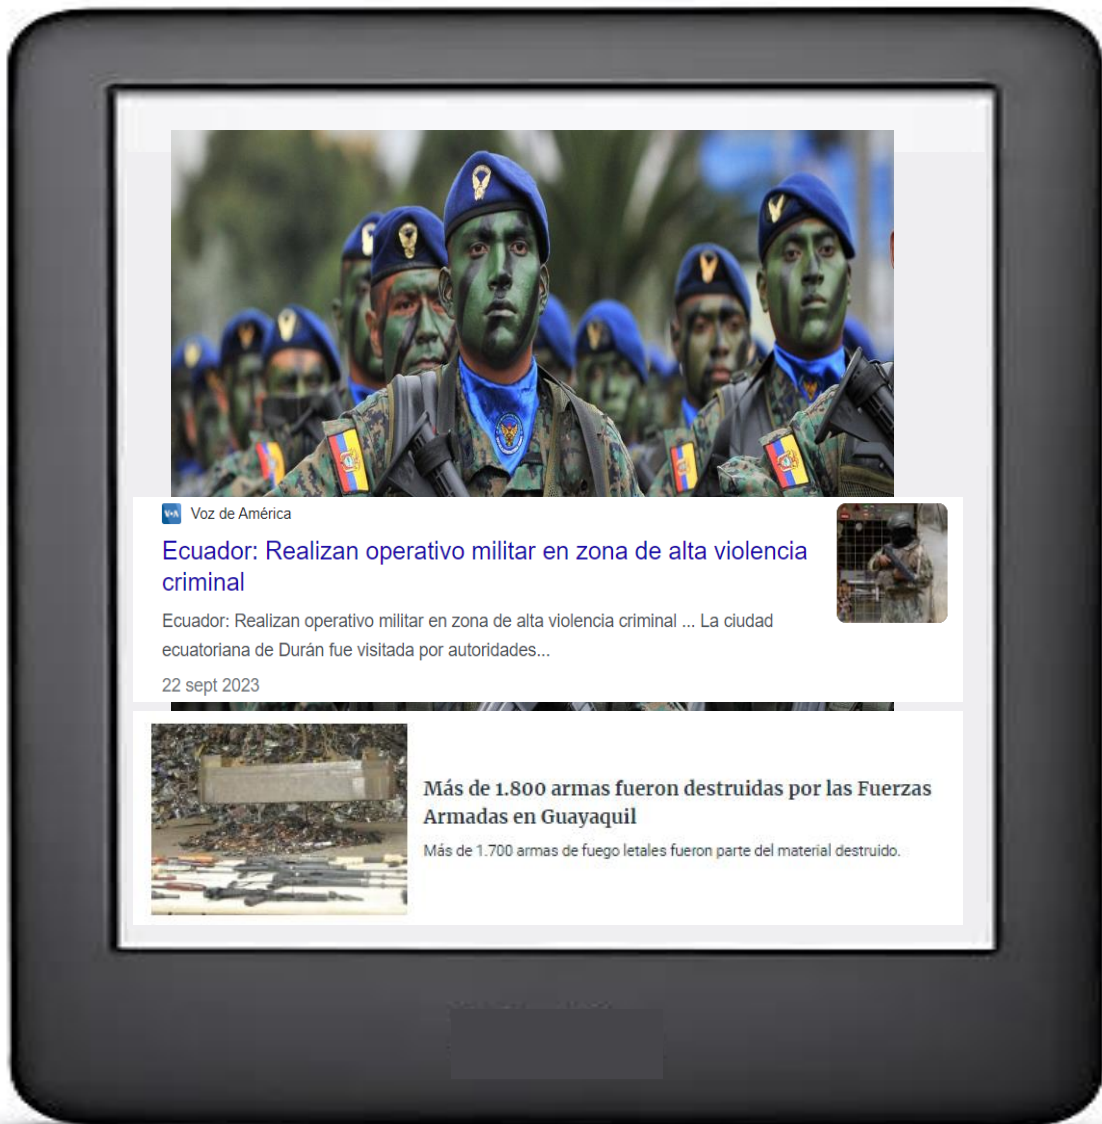 VOA Voz de América
Ecuador: Realizan operativo militar en zona de alta violencia
criminal
Ecuador: Realizan operativo militar en zona de alta violencia criminal ... La ciudad
ecuatoriana de Durán fue visitada por autoridades...
22 sept 2023
Más de 1.800 armas fueron destruidas por las Fuerzas
Armadas en Guayaquil
Más de 1.700 armas de fuego letales fueron parte del material destruido.